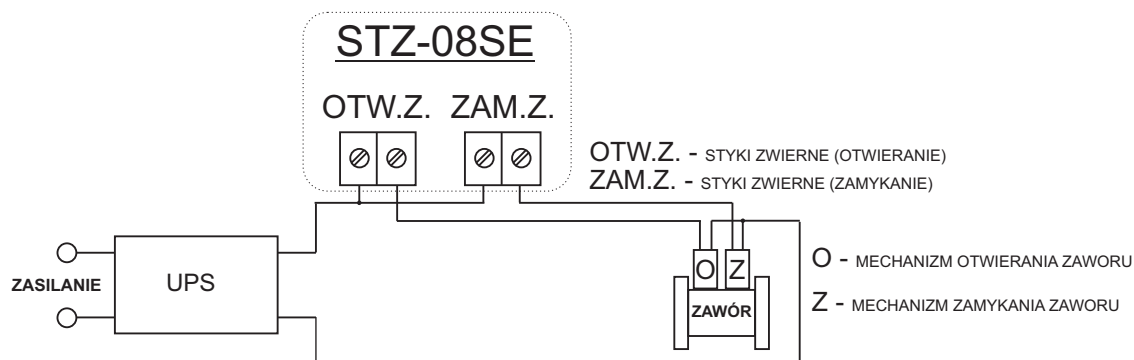 STZ-08SE
OTW.Z. ZAM.Z.
OTW.Z. - STYKI ZWIERNE (OTWIERANIE)
ZAM.Z. - STYKI ZWIERNE (ZAMYKANIE)
ZASILANIE
UPS
O Z
ZAWÓR
O - MECHANIZM OTWIERANIA ZAWORU
Z - MECHANIZM ZAMYKANIA ZAWORU